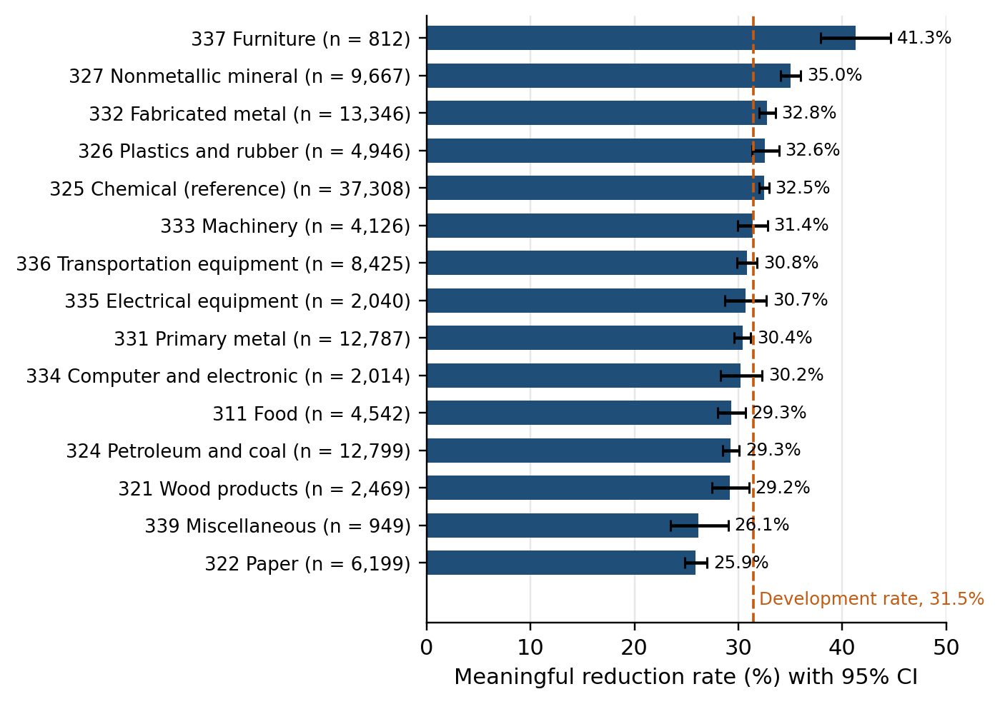 337 Furniture (n = 812) 41.3%
327 Nonmetallic mineral (n = 9,667) 35.0%
332 Fabricated metal (n = 13,346) 32.8%
326 Plastics and rubber (n = 4,946) 32.6%
325 Chemical (reference) (n = 37,308) 32.5%
333 Machinery (n = 4,126) 31.4%
336 Transportation equipment (n = 8,425) 30.8%
335 Electrical equipment (n = 2,040) 30.7%
331 Primary metal (n = 12,787) 30.4%
334 Computer and electronic (n = 2,014) 30.2%
311 Food (n = 4,542) 29.3%
324 Petroleum and coal (n = 12,799) 29.3%
321 Wood products (n = 2,469) 29.2%
339 Miscellaneous (n = 949) 26.1%
322 Paper (n = 6,199) 25.9%
Development rate, 31.5%
0 10 20 30 40 50
Meaningful reduction rate (%) with 95% CI